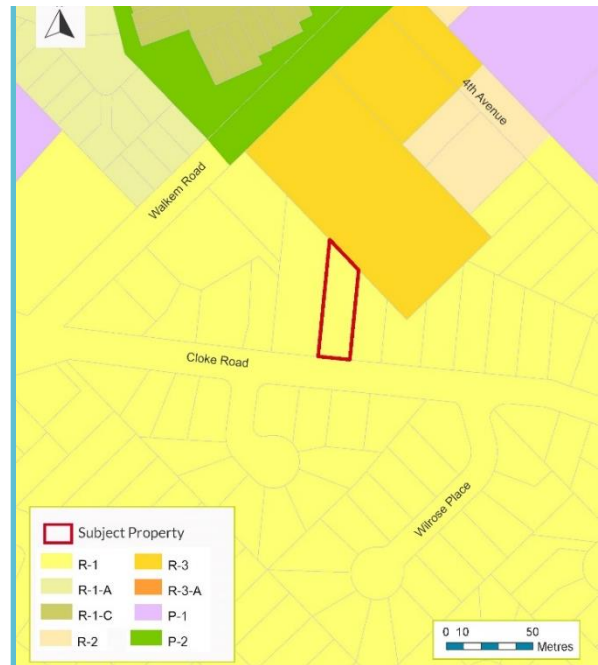 4th Avenue
Walkem Road
Cloke Road
Wilrose Place
Subject Property
R-1
R-3
R-1-A
R-3-A
R-1-C
P-1
R-2
P-2
0 10 50
Metres